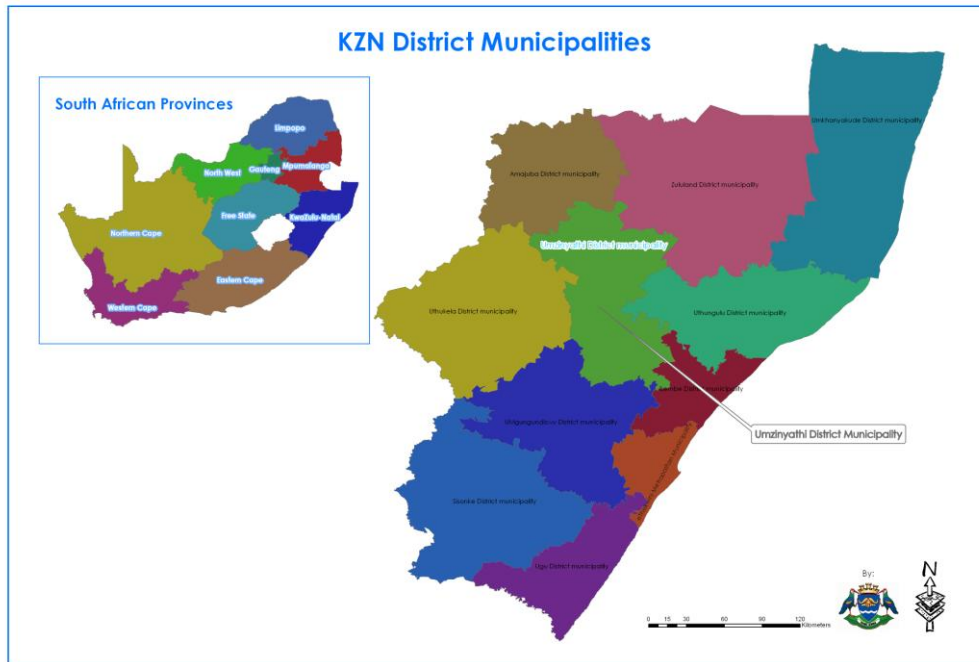 KZN District Municipalities
South African Provinces
Limpopo
North West
Gauteng
Mpumalanga
Free State
KwaZulu-Natal
Northern Cape
Eastern Cape
Western Cape
Umkhanyakude District municipality
Amajuba District municipality
Zululand District municipality
Umzinyathi District municipality
Uthukela District municipality
Uthungulu District municipality
District municipality
Umzinyathi District Municipality
District municipality
District municipality
Ugu District municipality
By:
N
0 15 30 60 90 120
Kilometers